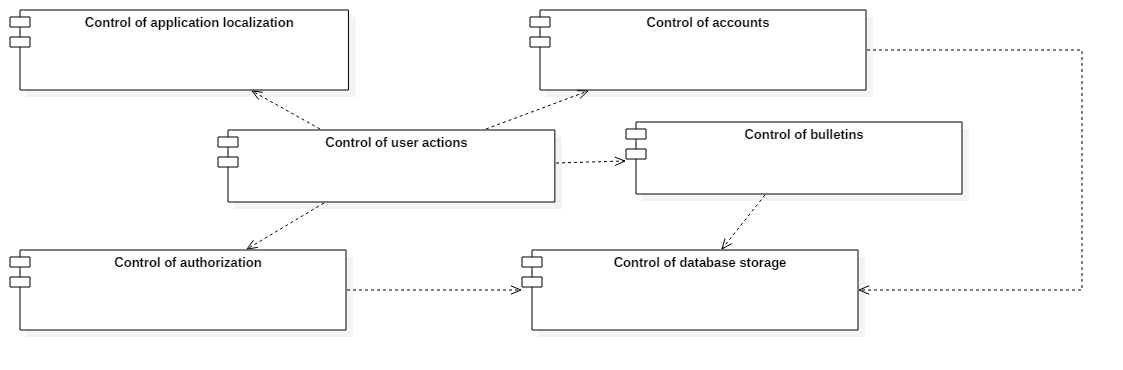 Control of application localization
Control of accounts
Control of user actions
Control of bulletins
Control of authorization
Control of database storage